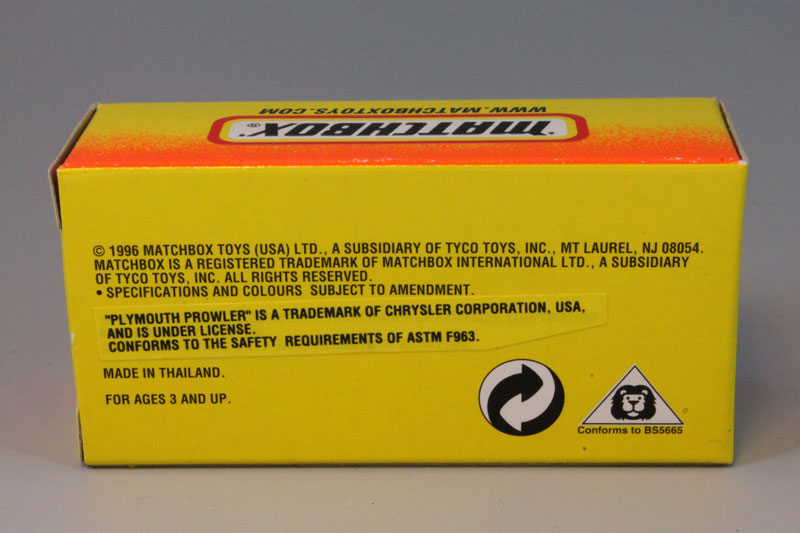 WWW.MATCHBOXTOYS.COM
"MATCHBOX"®
© 1996 MATCHBOX TOYS (USA) LTD., A SUBSIDIARY OF TYCO TOYS, INC., MT LAUREL, NJ 08054.
MATCHBOX IS A REGISTERED TRADEMARK OF MATCHBOX INTERNATIONAL LTD., A SUBSIDIARY
OF TYCO TOYS, INC. ALL RIGHTS RESERVED.
• SPECIFICATIONS AND COLOURS SUBJECT TO AMENDMENT.
"PLYMOUTH PROWLER" IS A TRADEMARK OF CHRYSLER CORPORATION, USA,
AND IS UNDER LICENSE.
CONFORMS TO THE SAFETY REQUIREMENTS OF ASTM F963.
MADE IN THAILAND.
FOR AGES 3 AND UP.
Conforms to BS5665